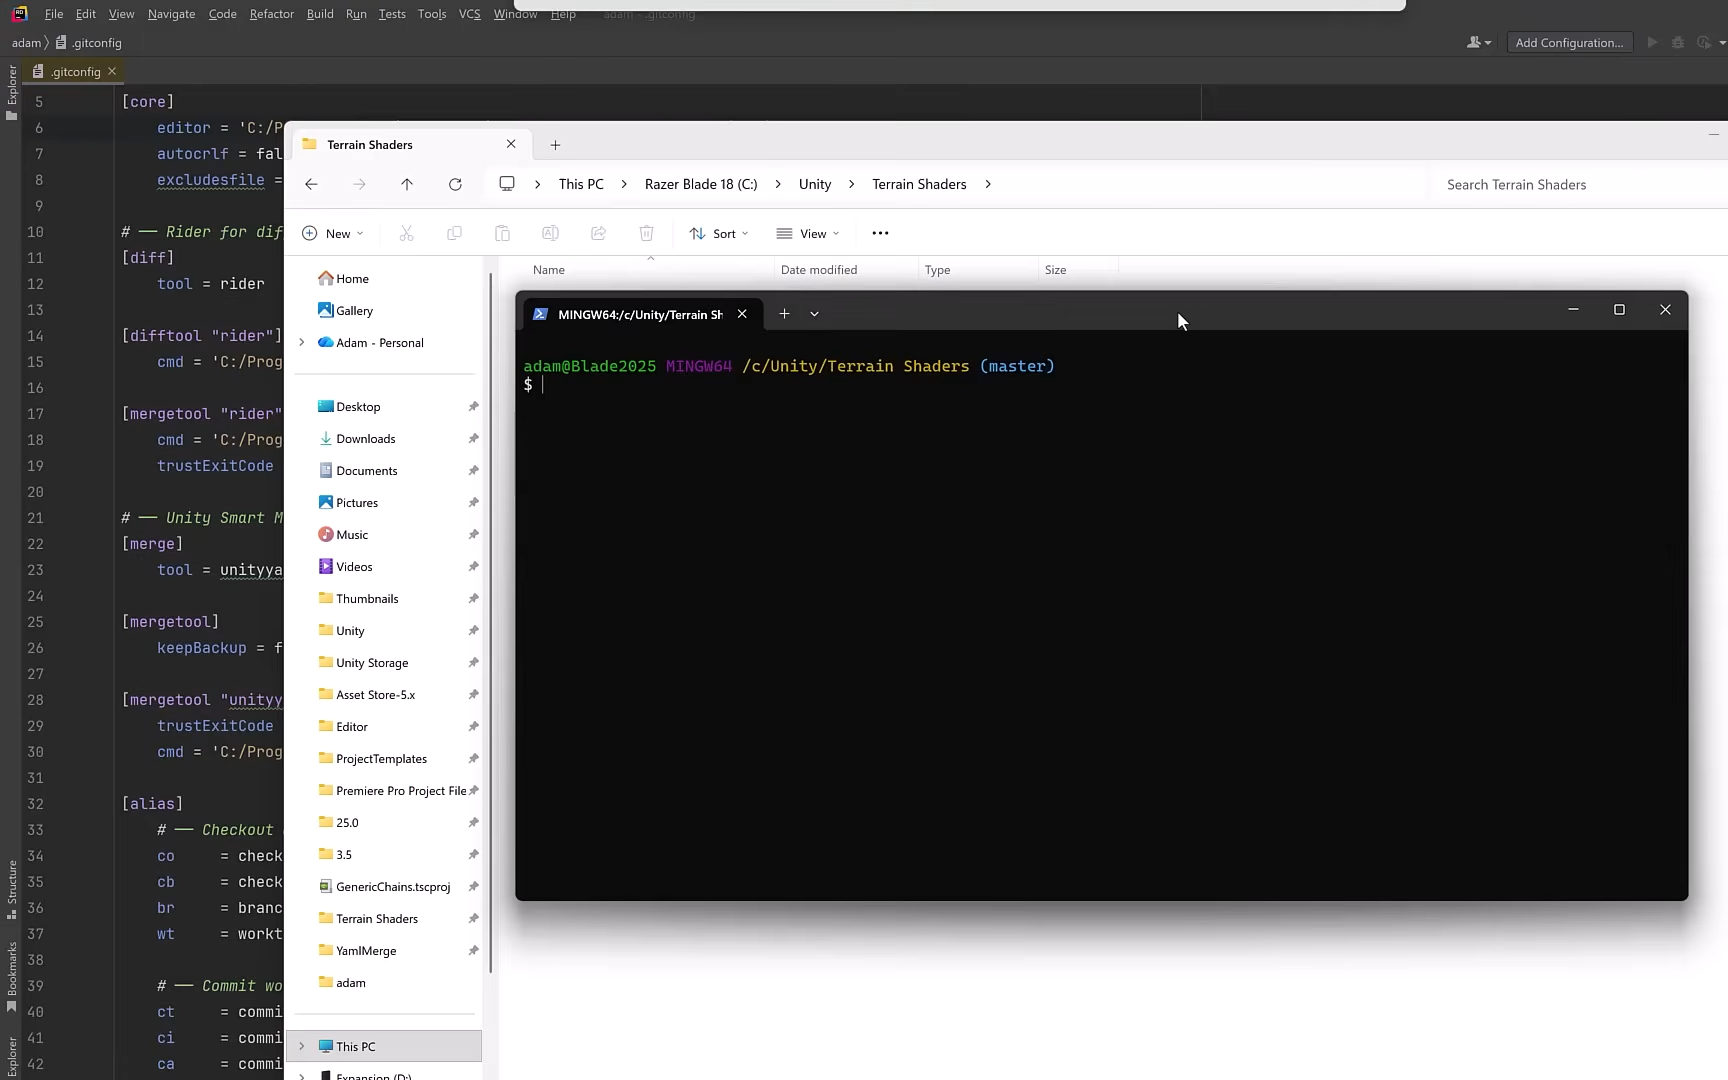 File Edit View Navigate Code Refactor Build Run Tests Tools VCS Window Help adam - .gitconfig
adam .gitconfig
Add Configuration...
.gitconfig
Explorer
5 [core]
6 editor = 'C:/P
7 autocrlf = fal
8 excludesfile =
9
10 # — Rider for dif
11 [diff]
12 tool = rider
13
14 [difftool "rider"]
15 cmd = 'C:/Prog
16
17 [mergetool "rider"
18 cmd = 'C:/Prog
19 trustExitCode
20
21 # — Unity Smart M
22 [merge]
23 tool = unityya
24
25 [mergetool]
26 keepBackup = f
27
28 [mergetool "unityy
29 trustExitCode
30 cmd = 'C:/Prog
31
32 [alias]
33 # — Checkout
34 co = check
35 cb = check
36 br = branc
37 wt = workt
38
39 # — Commit wo
40 ct = commi
41 ci = commi
42 ca = commi
Structure
Bookmarks
Explorer
Terrain Shaders
This PC > Razer Blade 18 (C:) > Unity > Terrain Shaders >
Search Terrain Shaders
New Sort View
Name Date modified Type Size
Home
Gallery
Adam - Personal
Desktop
Downloads
Documents
Pictures
Music
Videos
Thumbnails
Unity
Unity Storage
Asset Store-5.x
Editor
ProjectTemplates
Premiere Pro Project File
25.0
3.5
GenericChains.tscproj
Terrain Shaders
YamlMerge
adam
This PC
Expansion (D:)
MINGW64:/c/Unity/Terrain Sh
adam@Blade2025 MINGW64 /c/Unity/Terrain Shaders (master)
$